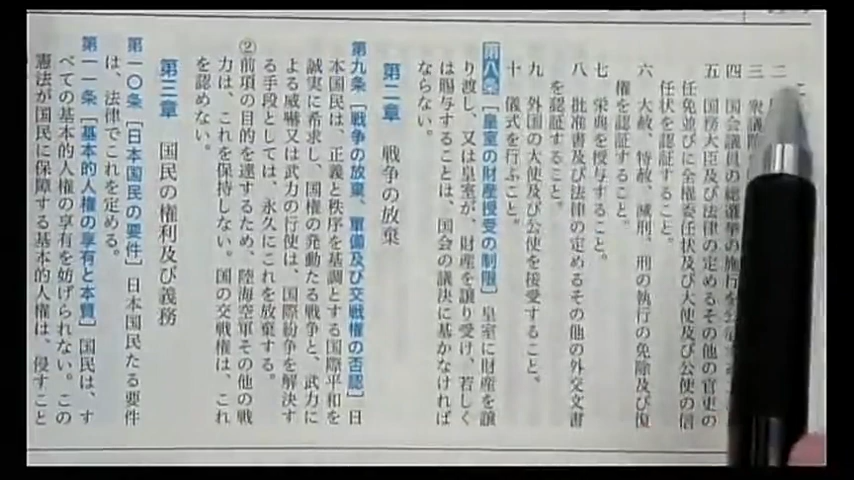 二
三 衆議院
四 国会議員の総選挙の施行を公示
五 国務大臣及び法律の定めるその他の官吏の
任免並びに全権委任状及び大使及び公使の信
任状を認証すること。
六 大赦、特赦、減刑、刑の執行の免除及び復
権を認証すること。
七 栄典を授与すること。
八 批准書及び法律の定めるその他の外交文書
を認証すること。
九 外国の大使及び公使を接受すること。
十 儀式を行ふこと。
第八条 [皇室の財産授受の制限] 皇室に財産を譲
り渡し、又は皇室が、財産を譲り受け、若しく
は賜与することは、国会の議決に基かなければ
ならない。
第二章 戦争の放棄
第九条 [戦争の放棄、軍備及び交戦権の否認] 日
本国民は、正義と秩序を基調とする国際平和を
誠実に希求し、国権の発動たる戦争と、武力に
よる威嚇又は武力の行使は、国際紛争を解決す
る手段としては、永久にこれを放棄する。
② 前項の目的を達するため、陸海空軍その他の戦
力は、これを保持しない。国の交戦権は、これ
を認めない。
第三章 国民の権利及び義務
第一〇条 [日本国民の要件] 日本国民たる要件
は、法律でこれを定める。
第一一条 [基本的人権の享有と本質] 国民は、す
べての基本的人権の享有を妨げられない。この
憲法が国民に保障する基本的人権は、侵すこと